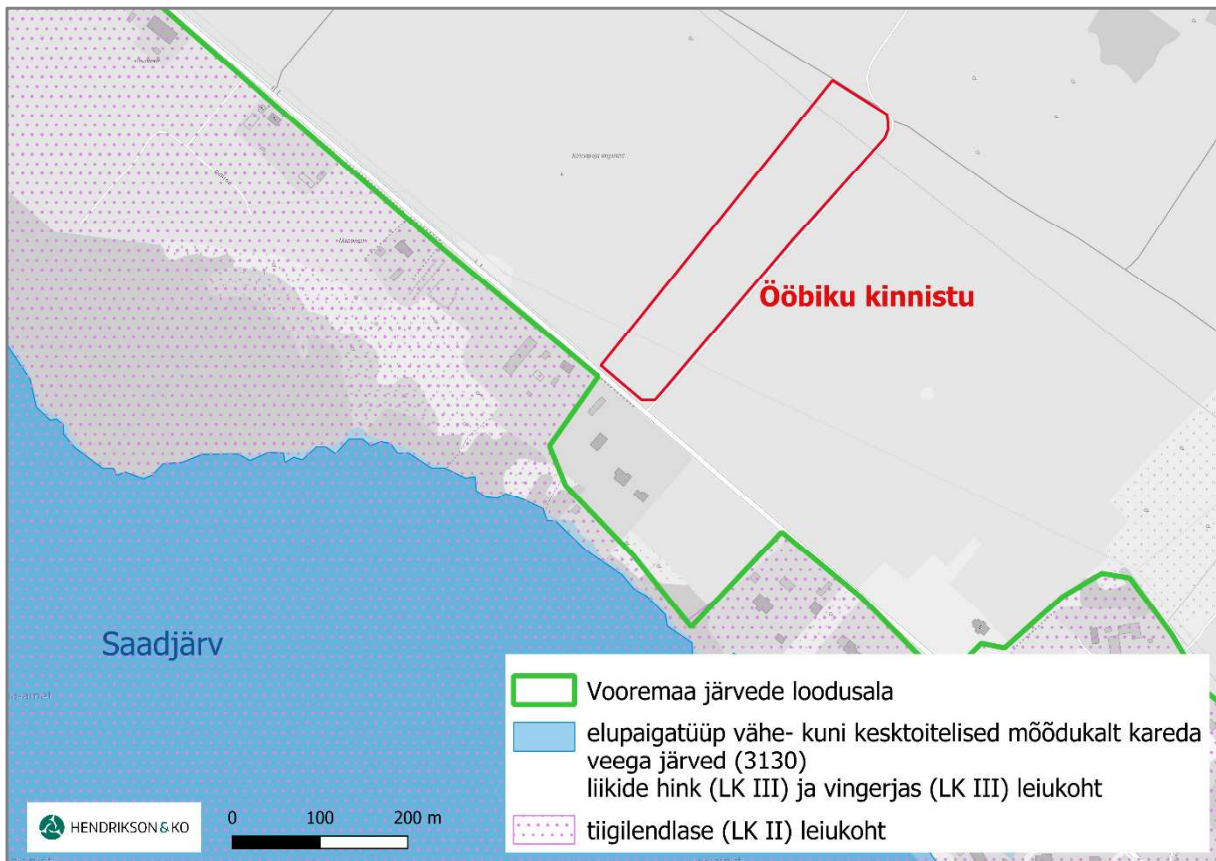 Ööbiku kinnistu
Saadjärv
Vooremaa järvede loodusala
elupaigatüüp vähe- kuni kesktoitelised mõõdukalt kareda
veega järved (3130)
liikide hink (LK III) ja vingerjas (LK III) leiukoht
tiigilendlase (LK II) leiukoht
HENDRIKSON & KO
0 100 200 m